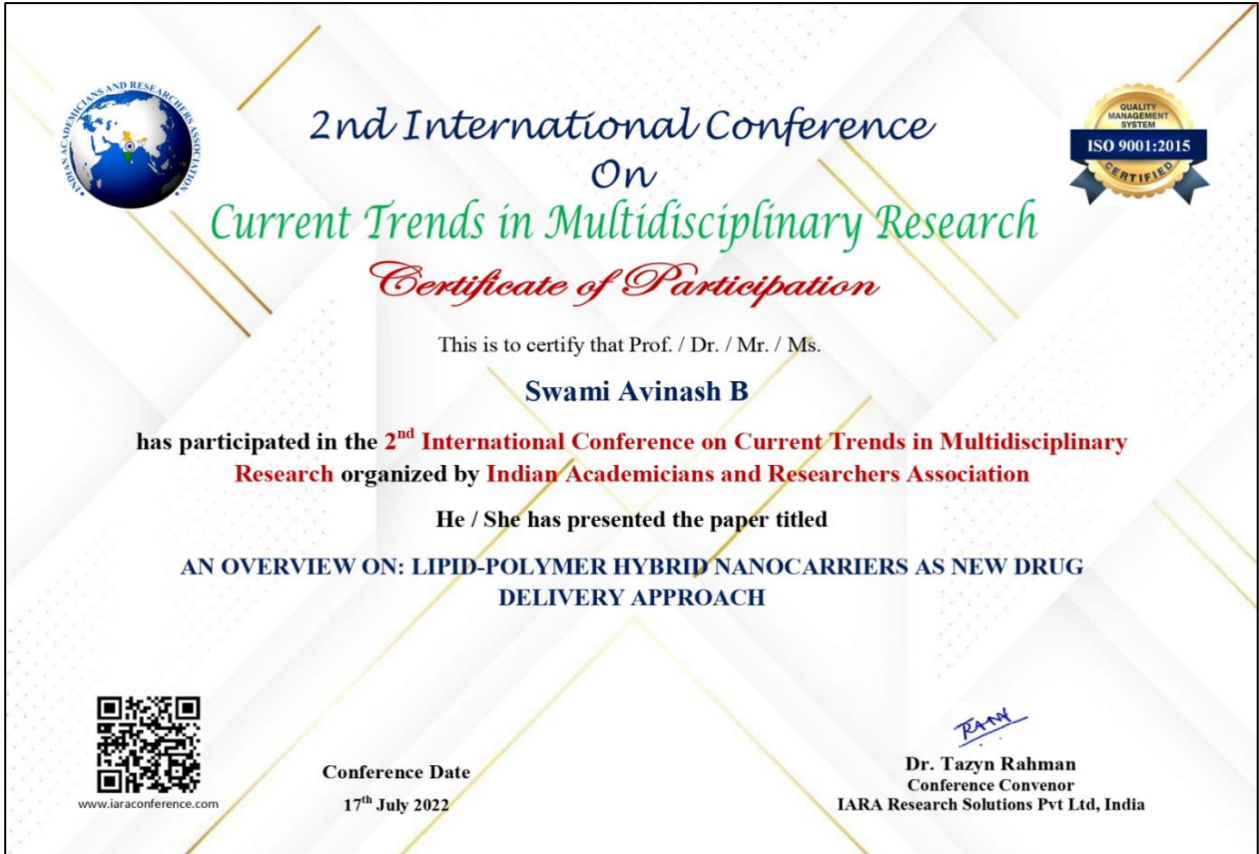 INDIAN ACADEMICIANS AND RESEARCHERS ASSOCIATION
QUALITY
MANAGEMENT
SYSTEM
ISO 9001:2015
CERTIFIED
2nd International Conference
On
Current Trends in Multidisciplinary Research
Certificate of Participation
This is to certify that Prof. / Dr. / Mr. / Ms.
Swami Avinash B
has participated in the 2nd International Conference on Current Trends in Multidisciplinary
Research organized by Indian Academicians and Researchers Association
He / She has presented the paper titled
AN OVERVIEW ON: LIPID-POLYMER HYBRID NANOCARRIERS AS NEW DRUG
DELIVERY APPROACH
www.iaraconference.com
Conference Date
17th July 2022
Dr. Tazyn Rahman
Conference Convenor
IARA Research Solutions Pvt Ltd, India